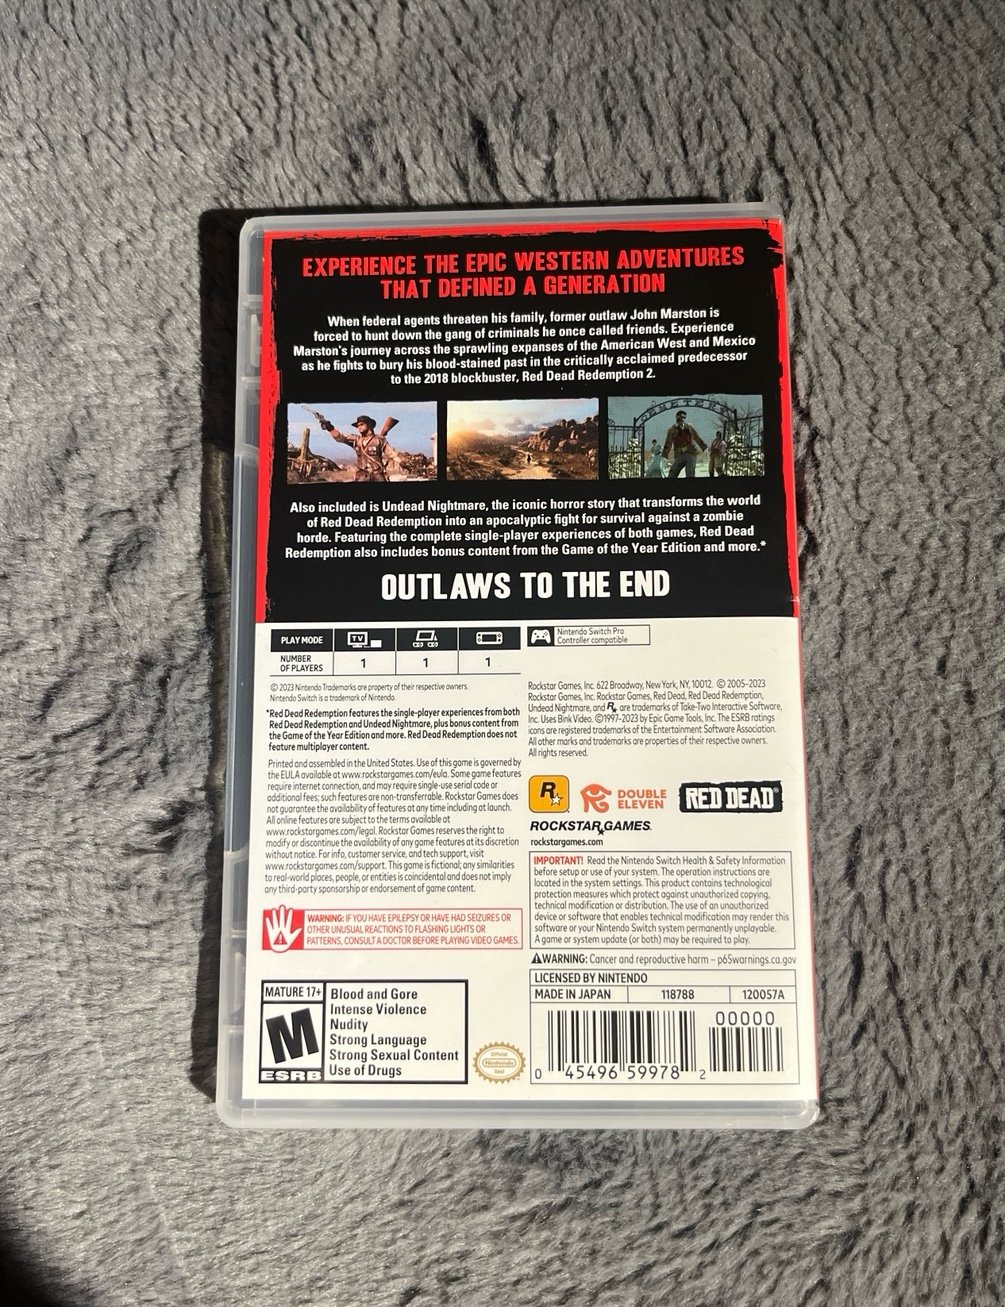 EXPERIENCE THE EPIC WESTERN ADVENTURES
THAT DEFINED A GENERATION
When federal agents threaten his family, former outlaw John Marston is
forced to hunt down the gang of criminals he once called friends. Experience
Marston's journey across the sprawling expanses of the American West and Mexico
as he fights to bury his blood-stained past in the critically acclaimed predecessor
to the 2018 blockbuster, Red Dead Redemption 2.
CEMETERY
Also included is Undead Nightmare, the iconic horror story that transforms the world
of Red Dead Redemption into an apocalyptic fight for survival against a zombie
horde. Featuring the complete single-player experiences of both games, Red Dead
Redemption also includes bonus content from the Game of the Year Edition and more.*
OUTLAWS TO THE END
PLAY MODE TV
NUMBER
OF PLAYERS 1 1 1
Nintendo Switch Pro
Controller compatible
© 2023 Nintendo Trademarks are property of their respective owners.
Nintendo Switch is a trademark of Nintendo.
*Red Dead Redemption features the single-player experiences from both
Red Dead Redemption and Undead Nightmare, plus bonus content from
the Game of the Year Edition and more. Red Dead Redemption does not
feature multiplayer content.
Printed and assembled in the United States. Use of this game is governed by
the EULA available at www.rockstargames.com/eula. Some game features
require internet connection, and may require single-use serial code or
additional fees; such features are non-transferrable. Rockstar Games does
not guarantee the availability of features at any time including at launch.
All online features are subject to the terms available at
www.rockstargames.com/legal. Rockstar Games reserves the right to
modify or discontinue the availability of any game features at its discretion
without notice. For info, customer service, and tech support, visit
www.rockstargames.com/support. This game is fictional; any similarities
to real-world places, people, or entities is coincidental and does not imply
any third-party sponsorship or endorsement of game content.
WARNING: IF YOU HAVE EPILEPSY OR HAVE HAD SEIZURES OR
OTHER UNUSUAL REACTIONS TO FLASHING LIGHTS OR
PATTERNS, CONSULT A DOCTOR BEFORE PLAYING VIDEO GAMES.
MATURE 17+
M
ESRB
Blood and Gore
Intense Violence
Nudity
Strong Language
Strong Sexual Content
Use of Drugs
Official
Nintendo
Seal
Rockstar Games, Inc. 622 Broadway, New York, NY, 10012. © 2005-2023
Rockstar Games, Inc. Rockstar Games, Red Dead, Red Dead Redemption,
Undead Nightmare, and R are trademarks of Take-Two Interactive Software,
Inc. Uses Bink Video. ©1997-2023 by Epic Game Tools, Inc. The ESRB ratings
icons are registered trademarks of the Entertainment Software Association.
All other marks and trademarks are properties of their respective owners.
All rights reserved.
R
DOUBLE
ELEVEN
RED DEAD®
ROCKSTAR GAMES.
rockstargames.com
IMPORTANT! Read the Nintendo Switch Health & Safety Information
before setup or use of your system. The operation instructions are
located in the system settings. This product contains technological
protection measures which protect against unauthorized copying,
technical modification or distribution. The use of an unauthorized
device or software that enables technical modification may render this
software or your Nintendo Switch system permanently unplayable.
A game or system update (or both) may be required to play.
WARNING: Cancer and reproductive harm – p65warnings.ca.gov
LICENSED BY NINTENDO
MADE IN JAPAN 118788 120057A
00000
0 45496 59978 2